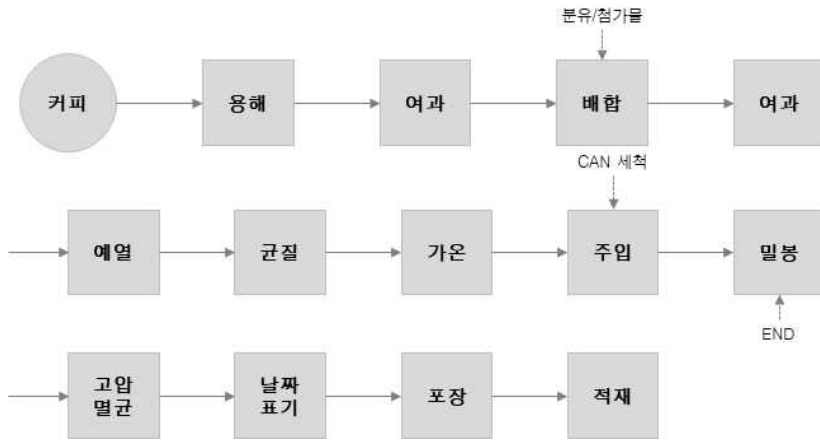 분유/첨가물
커피
용해
여과
배합
여과
CAN 세척
예열
균질
가온
주입
밀봉
END
고압
멸균
날짜
표기
포장
적재